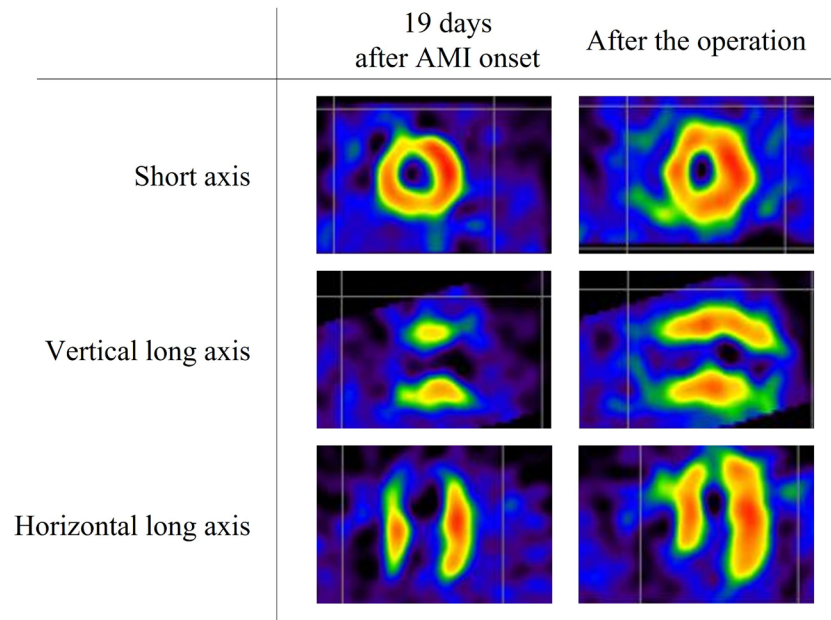 19 days
after AMI onset
After the operation
Short axis
Vertical long axis
Horizontal long axis